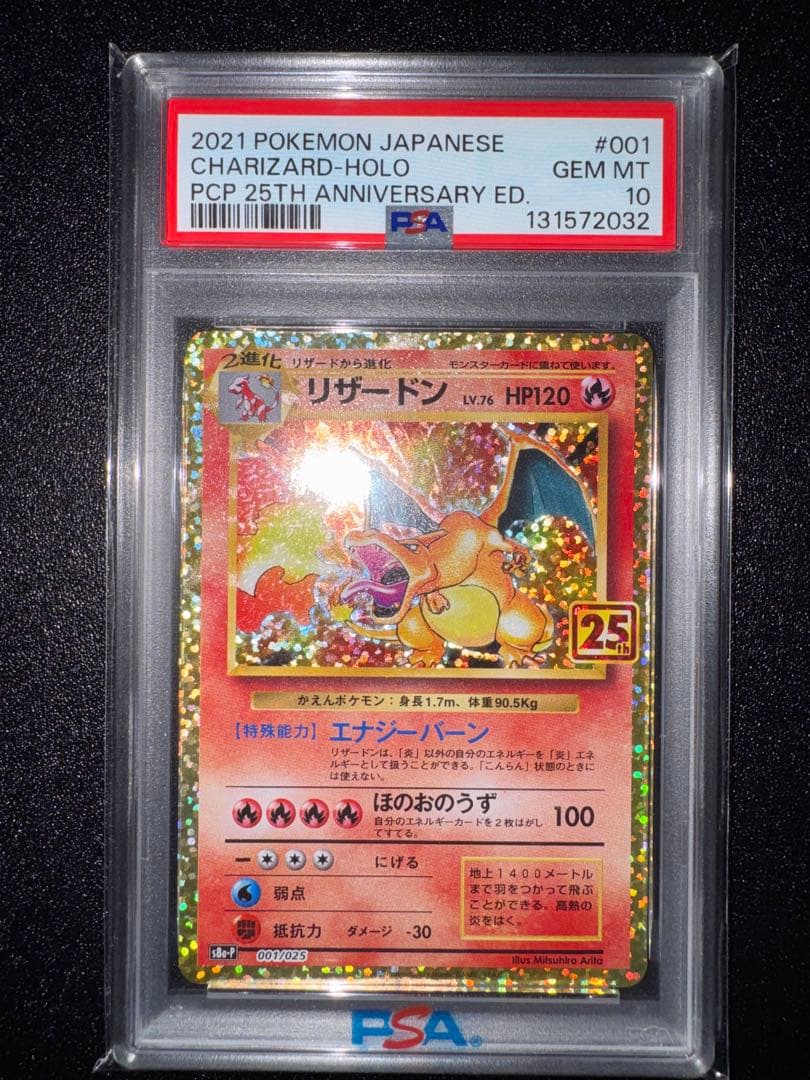 2021 POKEMON JAPANESE #001
CHARIZARD-HOLO GEM MT
PCP 25TH ANNIVERSARY ED. 10
PSA 131572032
2進化 リザードから進化 モンスターカードに重ねて使います。
リザードン LV.76 HP120
25th
かえんポケモン：身長1.7m、体重90.5Kg
【特殊能力】エナジーバーン
リザードンは、「炎」以外の自分のエネルギーを「炎」エネ
ルギーとして扱うことができる。「こんらん」状態のときに
は使えない。
ほのおのうず 100
自分のエネルギーカードを2枚はがし
てすてる。
にげる
弱点
抵抗力 ダメージ -30
地上1400メートル
まで羽をつかって飛ぶ
ことができる。高熱の
炎をはく。
s8a-P 001/025
Illus Mitsuhiro Arita
PSA®